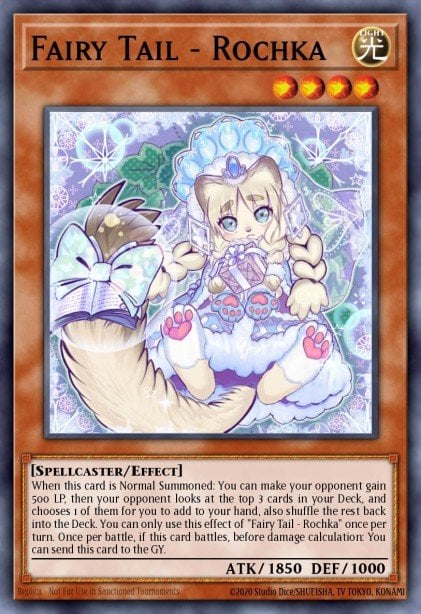 Fairy Tail - Rochka
LIGHT
光
[Spellcaster/Effect]
When this card is Normal Summoned: You can make your opponent gain
500 LP, then your opponent looks at the top 3 cards in your Deck, and
chooses 1 of them for you to add to your hand, also shuffle the rest back
into the Deck. You can only use this effect of "Fairy Tail - Rochka" once per
turn. Once per battle, if this card battles, before damage calculation: You
can send this card to the GY.
ATK/1850 DEF/1000
Replica - Not For Use in Sanctioned Tournaments
©2020 Studio Dice/SHUEISHA, TV TOKYO, KONAMI